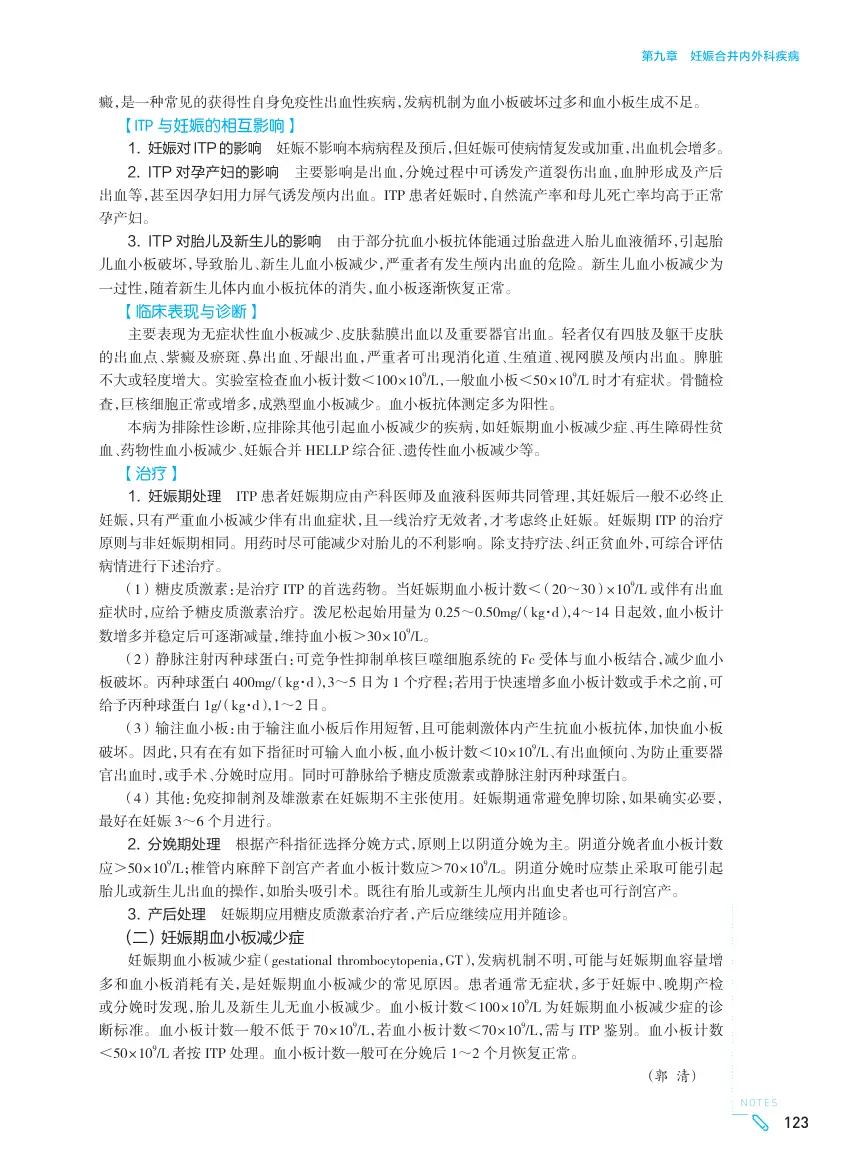 第九章 妊娠合并内外科疾病
癜,是一种常见的获得性自身免疫性出血性疾病,发病机制为血小板破坏过多和血小板生成不足。
【ITP 与妊娠的相互影响】
1. 妊娠对 ITP 的影响 妊娠不影响本病病程及预后,但妊娠可使病情复发或加重,出血机会增多。
2. ITP 对孕产妇的影响 主要影响是出血,分娩过程中可诱发产道裂伤出血,血肿形成及产后
出血等,甚至因孕妇用力屏气诱发颅内出血。ITP 患者妊娠时,自然流产率和母儿死亡率均高于正常
孕产妇。
3. ITP 对胎儿及新生儿的影响 由于部分抗血小板抗体能通过胎盘进入胎儿血液循环,引起胎
儿血小板破坏,导致胎儿、新生儿血小板减少,严重者有发生颅内出血的危险。新生儿血小板减少为
一过性,随着新生儿体内血小板抗体的消失,血小板逐渐恢复正常。
【临床表现与诊断】
主要表现为无症状性血小板减少、皮肤黏膜出血以及重要器官出血。轻者仅有四肢及躯干皮肤
的出血点、紫癜及瘀斑、鼻出血、牙龈出血,严重者可出现消化道、生殖道、视网膜及颅内出血。脾脏
不大或轻度增大。实验室检查血小板计数<100×10⁹/L,一般血小板<50×10⁹/L 时才有症状。骨髓检
查,巨核细胞正常或增多,成熟型血小板减少。血小板抗体测定多为阳性。
本病为排除性诊断,应排除其他引起血小板减少的疾病,如妊娠期血小板减少症、再生障碍性贫
血、药物性血小板减少、妊娠合并 HELLP 综合征、遗传性血小板减少等。
【治疗】
1. 妊娠期处理 ITP 患者妊娠期应由产科医师及血液科医师共同管理,其妊娠后一般不必终止
妊娠,只有严重血小板减少伴有出血症状,且一线治疗无效者,才考虑终止妊娠。妊娠期 ITP 的治疗
原则与非妊娠期相同。用药时尽可能减少对胎儿的不利影响。除支持疗法、纠正贫血外,可综合评估
病情进行下述治疗。
(1)糖皮质激素:是治疗 ITP 的首选药物。当妊娠期血小板计数<(20~30)×10⁹/L 或伴有出血
症状时,应给予糖皮质激素治疗。泼尼松起始用量为 0.25~0.50mg/(kg·d),4~14 日起效,血小板计
数增多并稳定后可逐渐减量,维持血小板>30×10⁹/L。
(2)静脉注射丙种球蛋白:可竞争性抑制单核巨噬细胞系统的 Fc 受体与血小板结合,减少血小
板破坏。丙种球蛋白 400mg/(kg·d),3~5 日为 1 个疗程;若用于快速增多血小板计数或手术之前,可
给予丙种球蛋白 1g/(kg·d),1~2 日。
(3)输注血小板:由于输注血小板后作用短暂,且可能刺激体内产生抗血小板抗体,加快血小板
破坏。因此,只有在有如下指征时可输入血小板,血小板计数<10×10⁹/L、有出血倾向、为防止重要器
官出血时,或手术、分娩时应用。同时可静脉给予糖皮质激素或静脉注射丙种球蛋白。
(4)其他:免疫抑制剂及雄激素在妊娠期不主张使用。妊娠期通常避免脾切除,如果确实必要,
最好在妊娠 3~6 个月进行。
2. 分娩期处理 根据产科指征选择分娩方式,原则上以阴道分娩为主。阴道分娩者血小板计数
应>50×10⁹/L;椎管内麻醉下剖宫产者血小板计数应>70×10⁹/L。阴道分娩时应禁止采取可能引起
胎儿或新生儿出血的操作,如胎头吸引术。既往有胎儿或新生儿颅内出血史者也可行剖宫产。
3. 产后处理 妊娠期应用糖皮质激素治疗者,产后应继续应用并随诊。
(二)妊娠期血小板减少症
妊娠期血小板减少症(gestational thrombocytopenia,GT),发病机制不明,可能与妊娠期血容量增
多和血小板消耗有关,是妊娠期血小板减少的常见原因。患者通常无症状,多于妊娠中、晚期产检
或分娩时发现,胎儿及新生儿无血小板减少。血小板计数<100×10⁹/L 为妊娠期血小板减少症的诊
断标准。血小板计数一般不低于 70×10⁹/L,若血小板计数<70×10⁹/L,需与 ITP 鉴别。血小板计数
<50×10⁹/L 者按 ITP 处理。血小板计数一般可在分娩后 1~2 个月恢复正常。
(郭 清)
NOTES
123